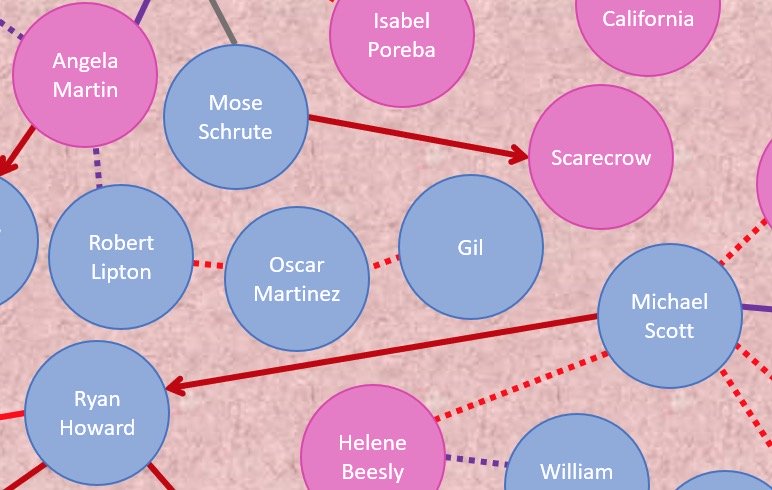 Isabel
Poreba
California
Angela
Martin
Mose
Schrute
Scarecrow
Robert
Lipton
Oscar
Martinez
Gil
Michael
Scott
Ryan
Howard
Helene
Beesly
William